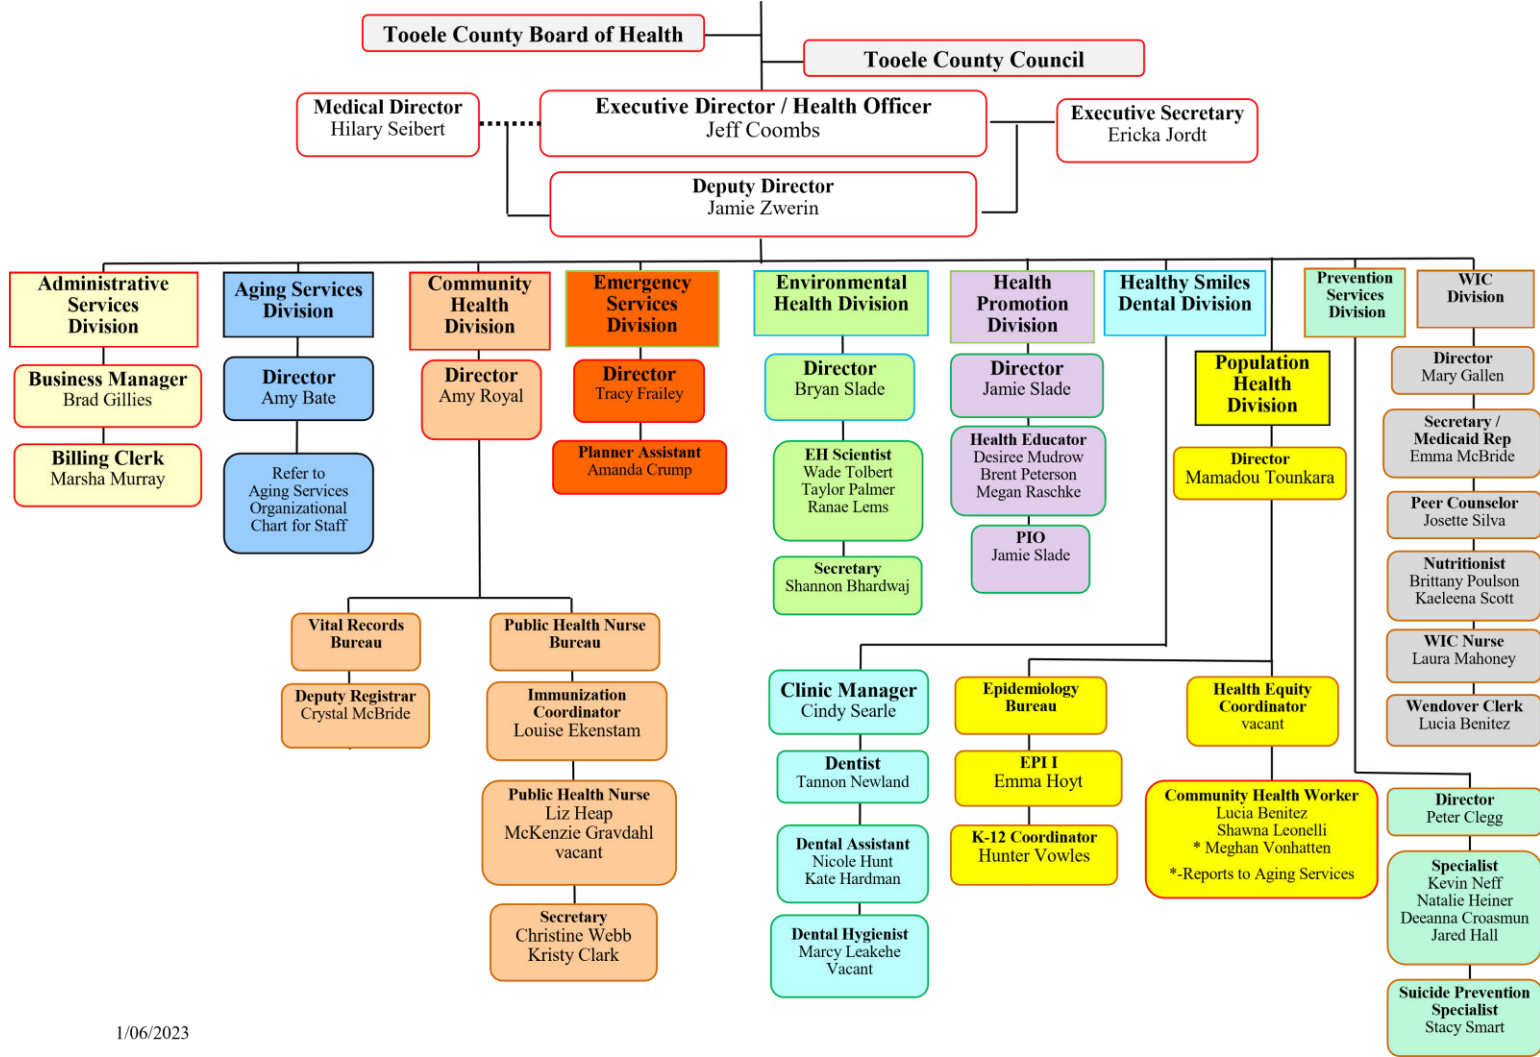 Tooele County Board of Health
Tooele County Council
Medical Director
Hilary Seibert
Executive Director / Health Officer
Jeff Coombs
Executive Secretary
Ericka Jordt
Deputy Director
Jamie Zwerin
Administrative
Services
Division
Business Manager
Brad Gillies
Billing Clerk
Marsha Murray
Aging Services
Division
Director
Amy Bate
Refer to
Aging Services
Organizational
Chart for Staff
Community
Health
Division
Director
Amy Royal
Vital Records
Bureau
Deputy Registrar
Crystal McBride
Public Health Nurse
Bureau
Immunization
Coordinator
Louise Ekenstam
Public Health Nurse
Liz Heap
McKenzie Gravdahl
vacant
Secretary
Christine Webb
Kristy Clark
Emergency
Services
Division
Director
Tracy Frailey
Planner Assistant
Amanda Crump
Environmental
Health Division
Director
Bryan Slade
EH Scientist
Wade Tolbert
Taylor Palmer
Ranae Lems
Secretary
Shannon Bhardwaj
Health
Promotion
Division
Director
Jamie Slade
Health Educator
Desiree Mudrow
Brent Peterson
Megan Raschke
PIO
Jamie Slade
Healthy Smiles
Dental Division
Clinic Manager
Cindy Searle
Dentist
Tannon Newland
Dental Assistant
Nicole Hunt
Kate Hardman
Dental Hygienist
Marcy Leakehe
Vacant
Population
Health
Division
Director
Mamadou Tounkara
Epidemiology
Bureau
EPI I
Emma Hoyt
K-12 Coordinator
Hunter Vowles
Health Equity
Coordinator
vacant
Community Health Worker
Lucia Benitez
Shawna Leonelli
* Meghan Vonhatten
*-Reports to Aging Services
Prevention
Services
Division
Director
Peter Clegg
Specialist
Kevin Neff
Natalie Heiner
Deeanna Croasmun
Jared Hall
Suicide Prevention
Specialist
Stacy Smart
WIC
Division
Director
Mary Gallen
Secretary /
Medicaid Rep
Emma McBride
Peer Counselor
Josette Silva
Nutritionist
Brittany Poulson
Kaeleena Scott
WIC Nurse
Laura Mahoney
Wendover Clerk
Lucia Benitez
1/06/2023